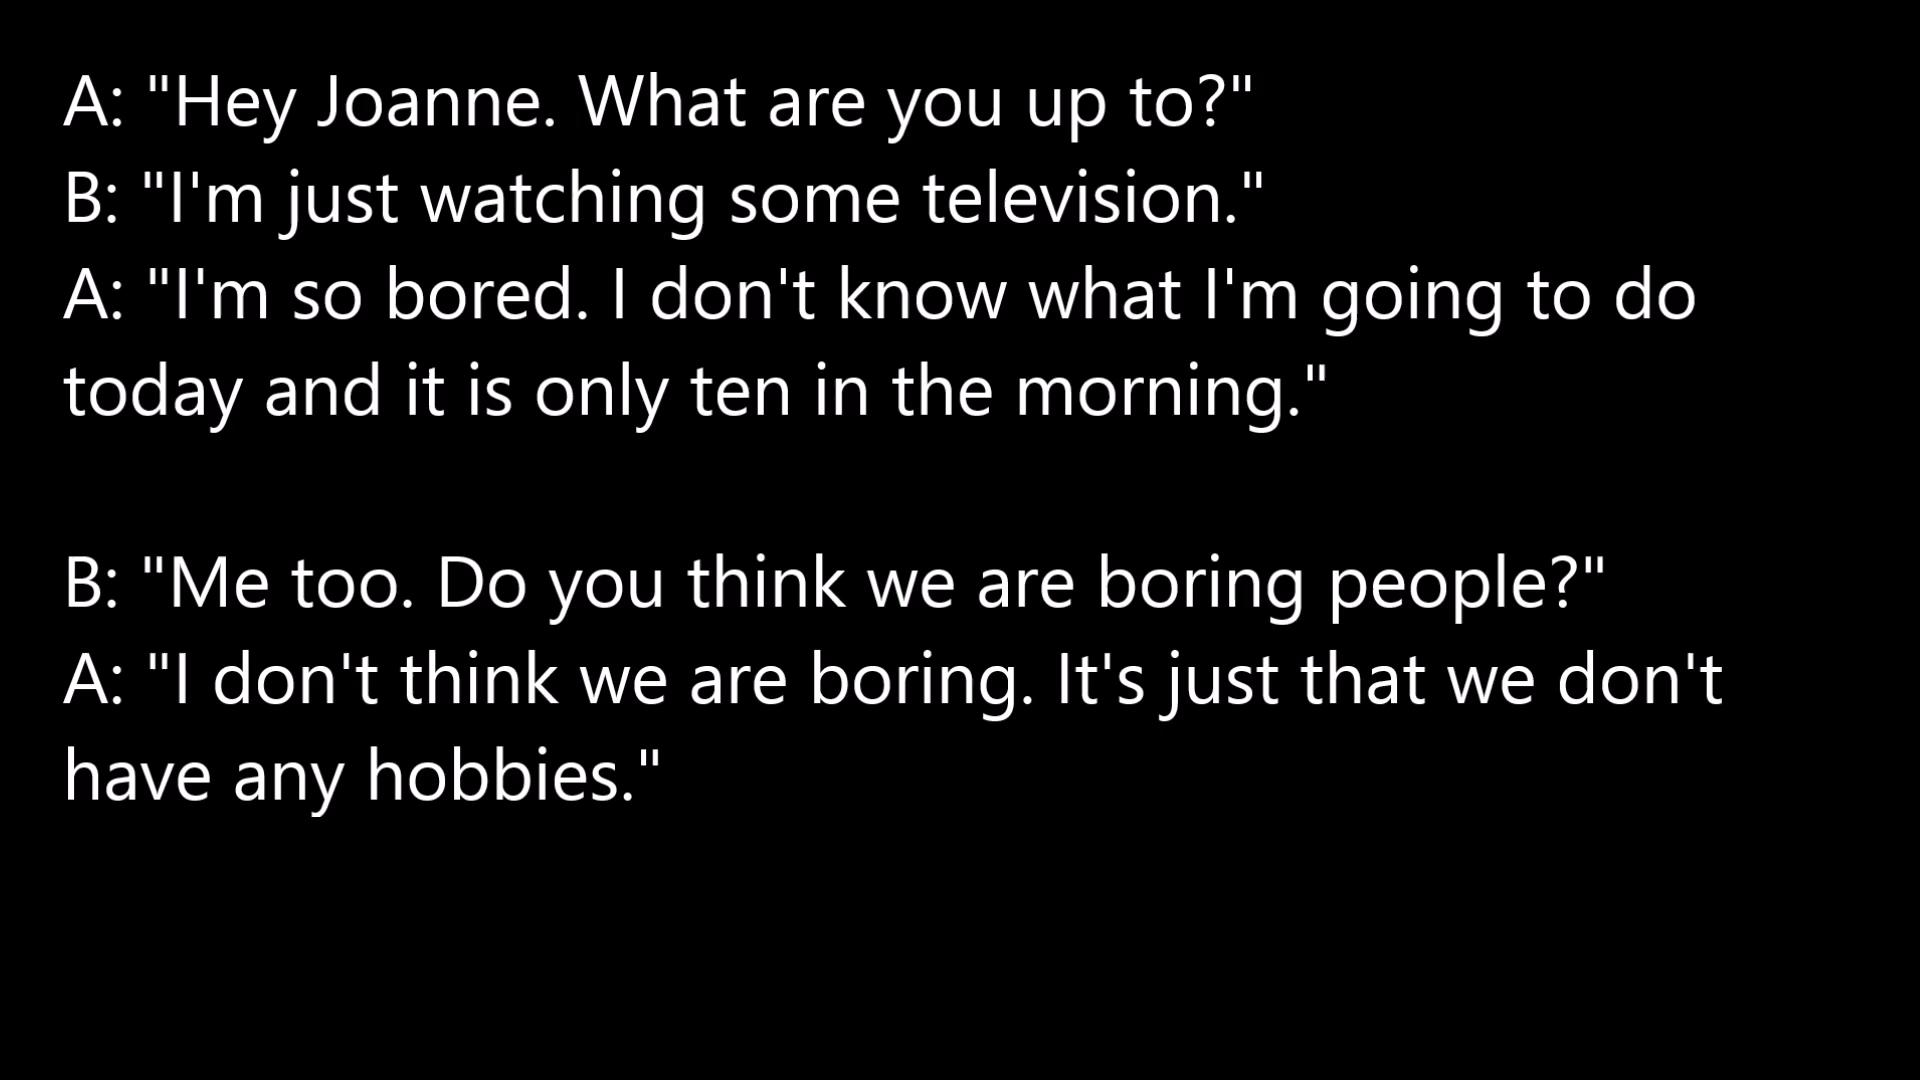 A: "Hey Joanne. What are you up to?"
B: "I'm just watching some television."
A: "I'm so bored. I don't know what I'm going to do
today and it is only ten in the morning."
B: "Me too. Do you think we are boring people?"
A: "I don't think we are boring. It's just that we don't
have any hobbies."